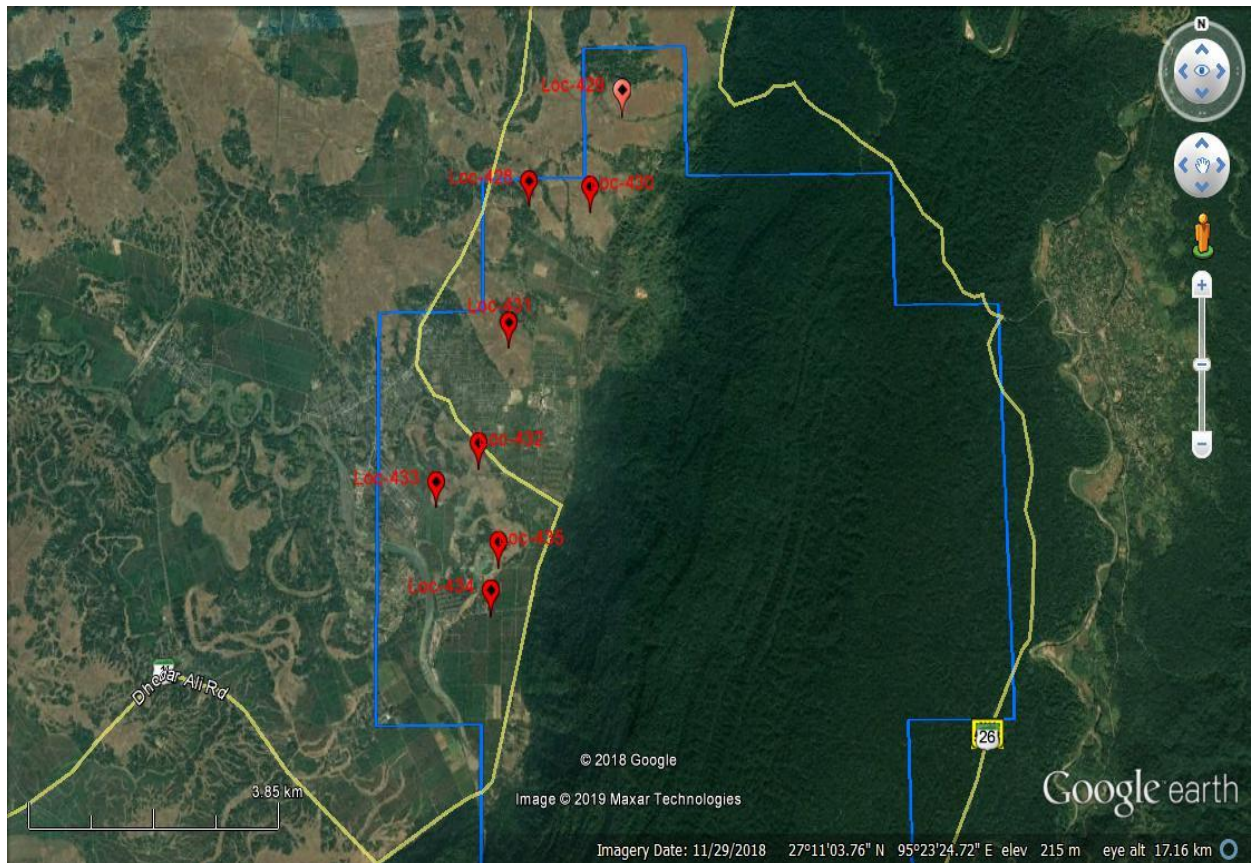 N
Loc-429
Loc-428
Loc-430
Loc-431
Loc-432
Loc-433
Loc-435
Loc-434
Dhodar Ali Rd
26
3.85 km
© 2018 Google
Image © 2019 Maxar Technologies
Google earth
Imagery Date: 11/29/2018 27°11'03.76" N 95°23'24.72" E elev 215 m eye alt 17.16 km